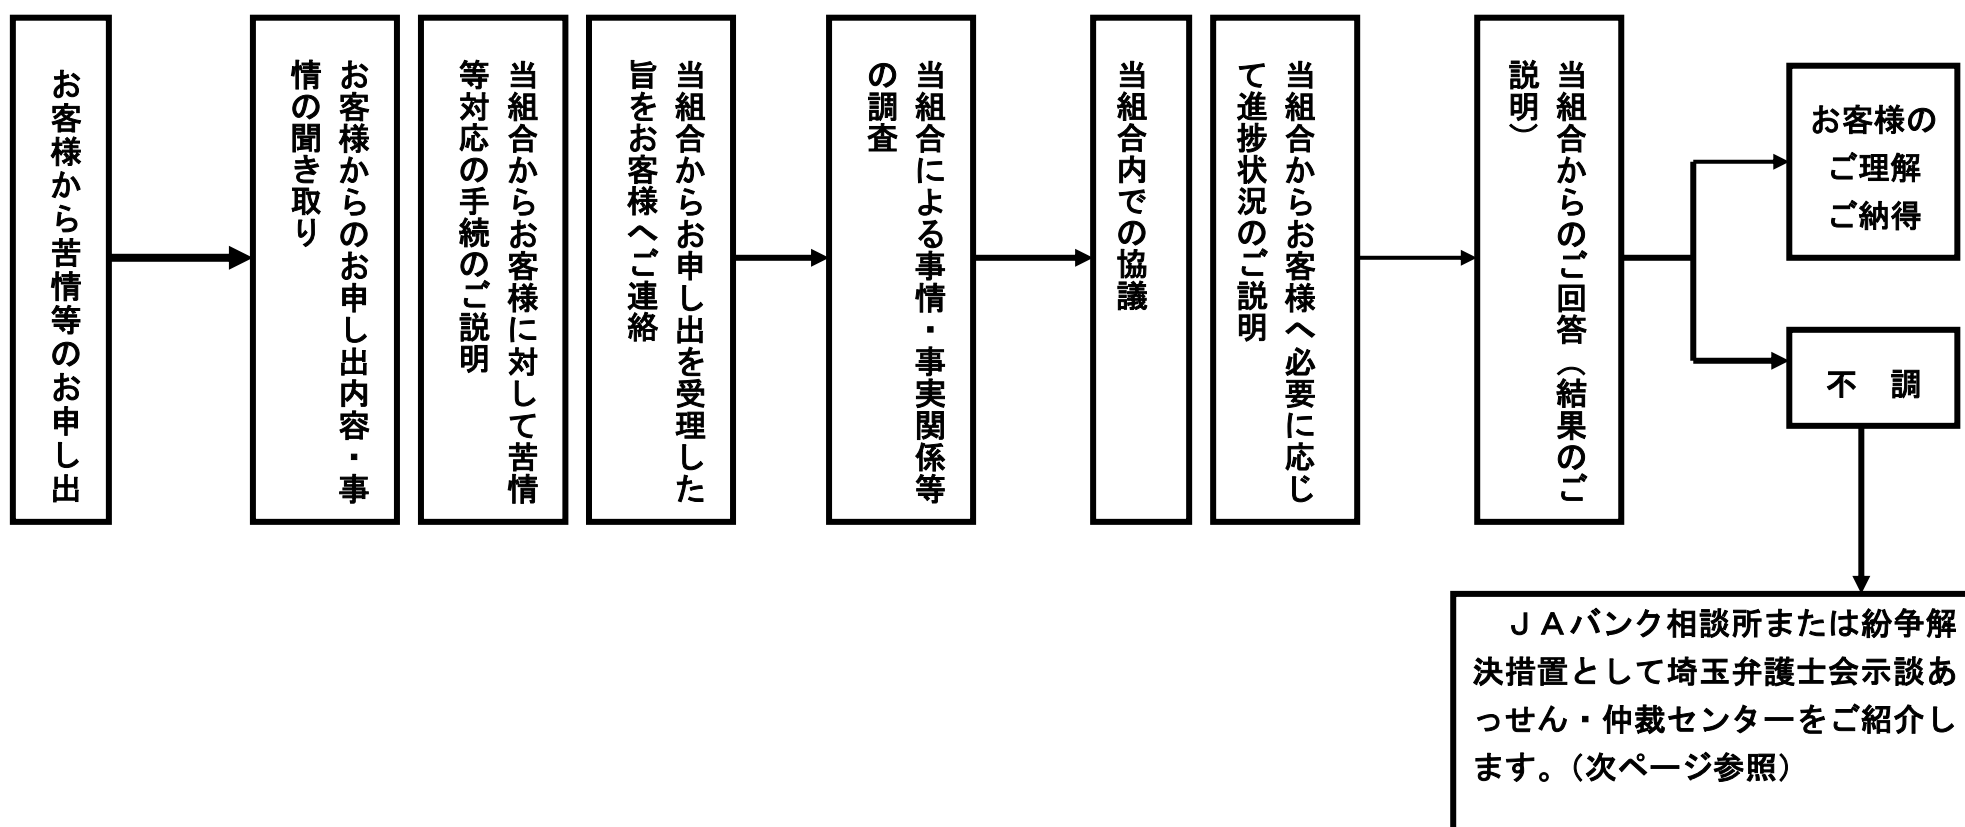 お客様から苦情等のお申し出
お客様からのお申し出内容・事
情の聞き取り
当組合からお客様に対して苦情
等対応の手続のご説明
当組合からお申し出を受理した
旨をお客様へご連絡
当組合による事情・事実関係等
の調査
当組合内での協議
当組合からお客様へ必要に応じ
て進捗状況のご説明
当組合からのご回答（結果のご
説明）
お客様の
ご理解
ご納得
不　調
ＪＡバンク相談所または紛争解
決措置として埼玉弁護士会示談あ
っせん・仲裁センターをご紹介し
ます。（次ページ参照）